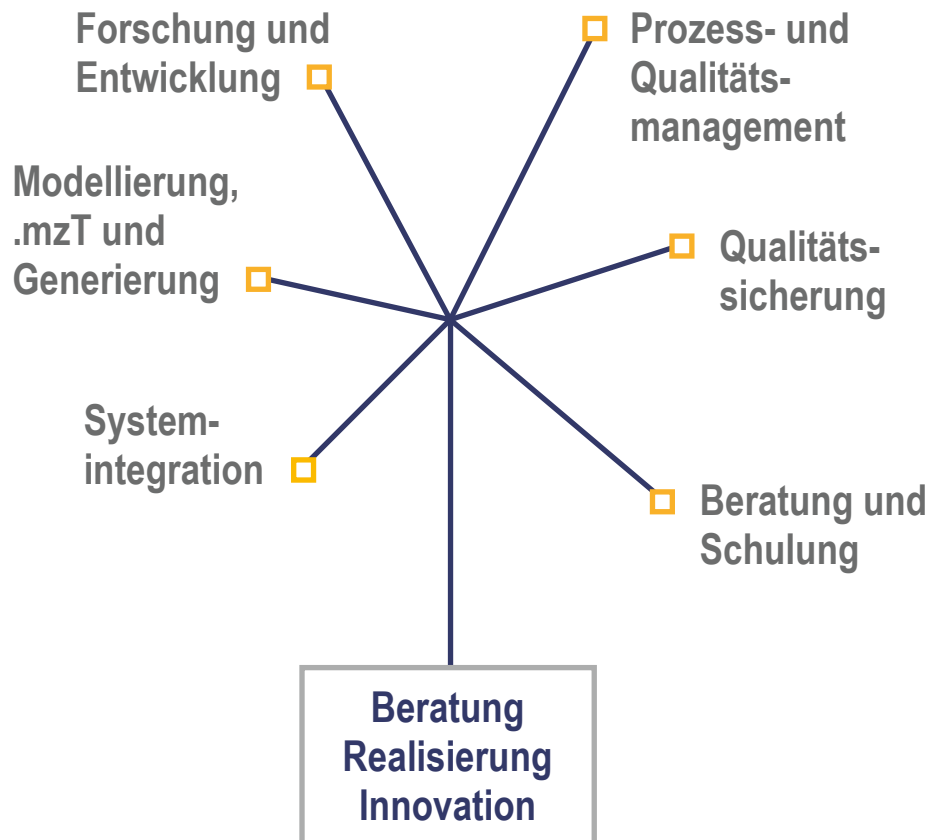 Forschung und
Entwicklung
Prozess- und
Qualitäts-
management
Modellierung,
.mzT und
Generierung
Qualitäts-
sicherung
System-
integration
Beratung und
Schulung
Beratung
Realisierung
Innovation